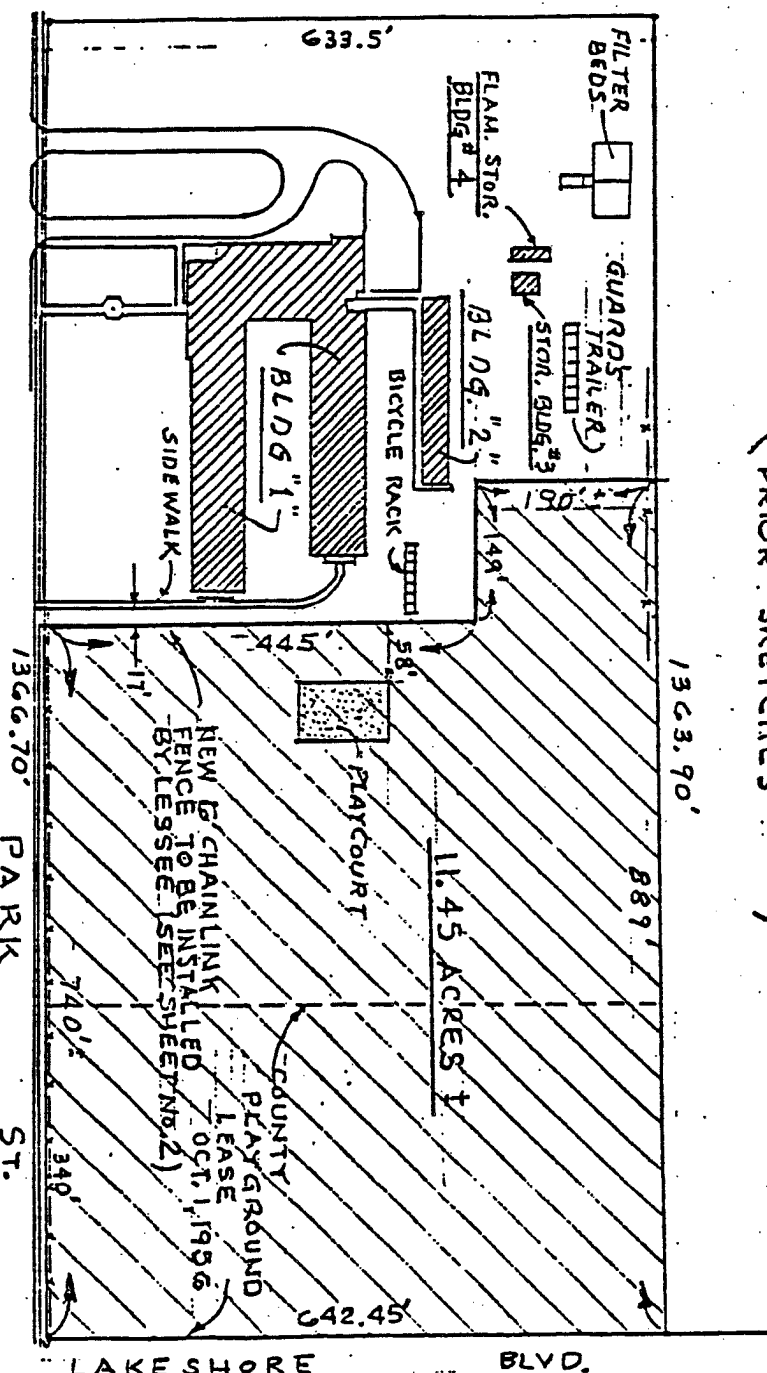 (PRIOR SKETCHES
633.5'
FILTER
BEDS
FLAM. STOR.
BLDG # 4
GUARDS
TRAILER
STOR. BLDG. #3
BLDG. "2"
BLDG "1"
BICYCLE RACK
SIDEWALK
190' ±
149'
445'
58'
17'
1363.90'
889'
PLAYCOURT
11.45 ACRES ±
NEW 6' CHAINLINK
FENCE TO BE INSTALLED
BY LESSEE (SEE SHEET No. 2)
COUNTY
PLAYGROUND
LEASE
OCT. 1, 1956
740'±
340'
642.45'
1366.70'
PARK ST.
LAKESHORE BLVD.